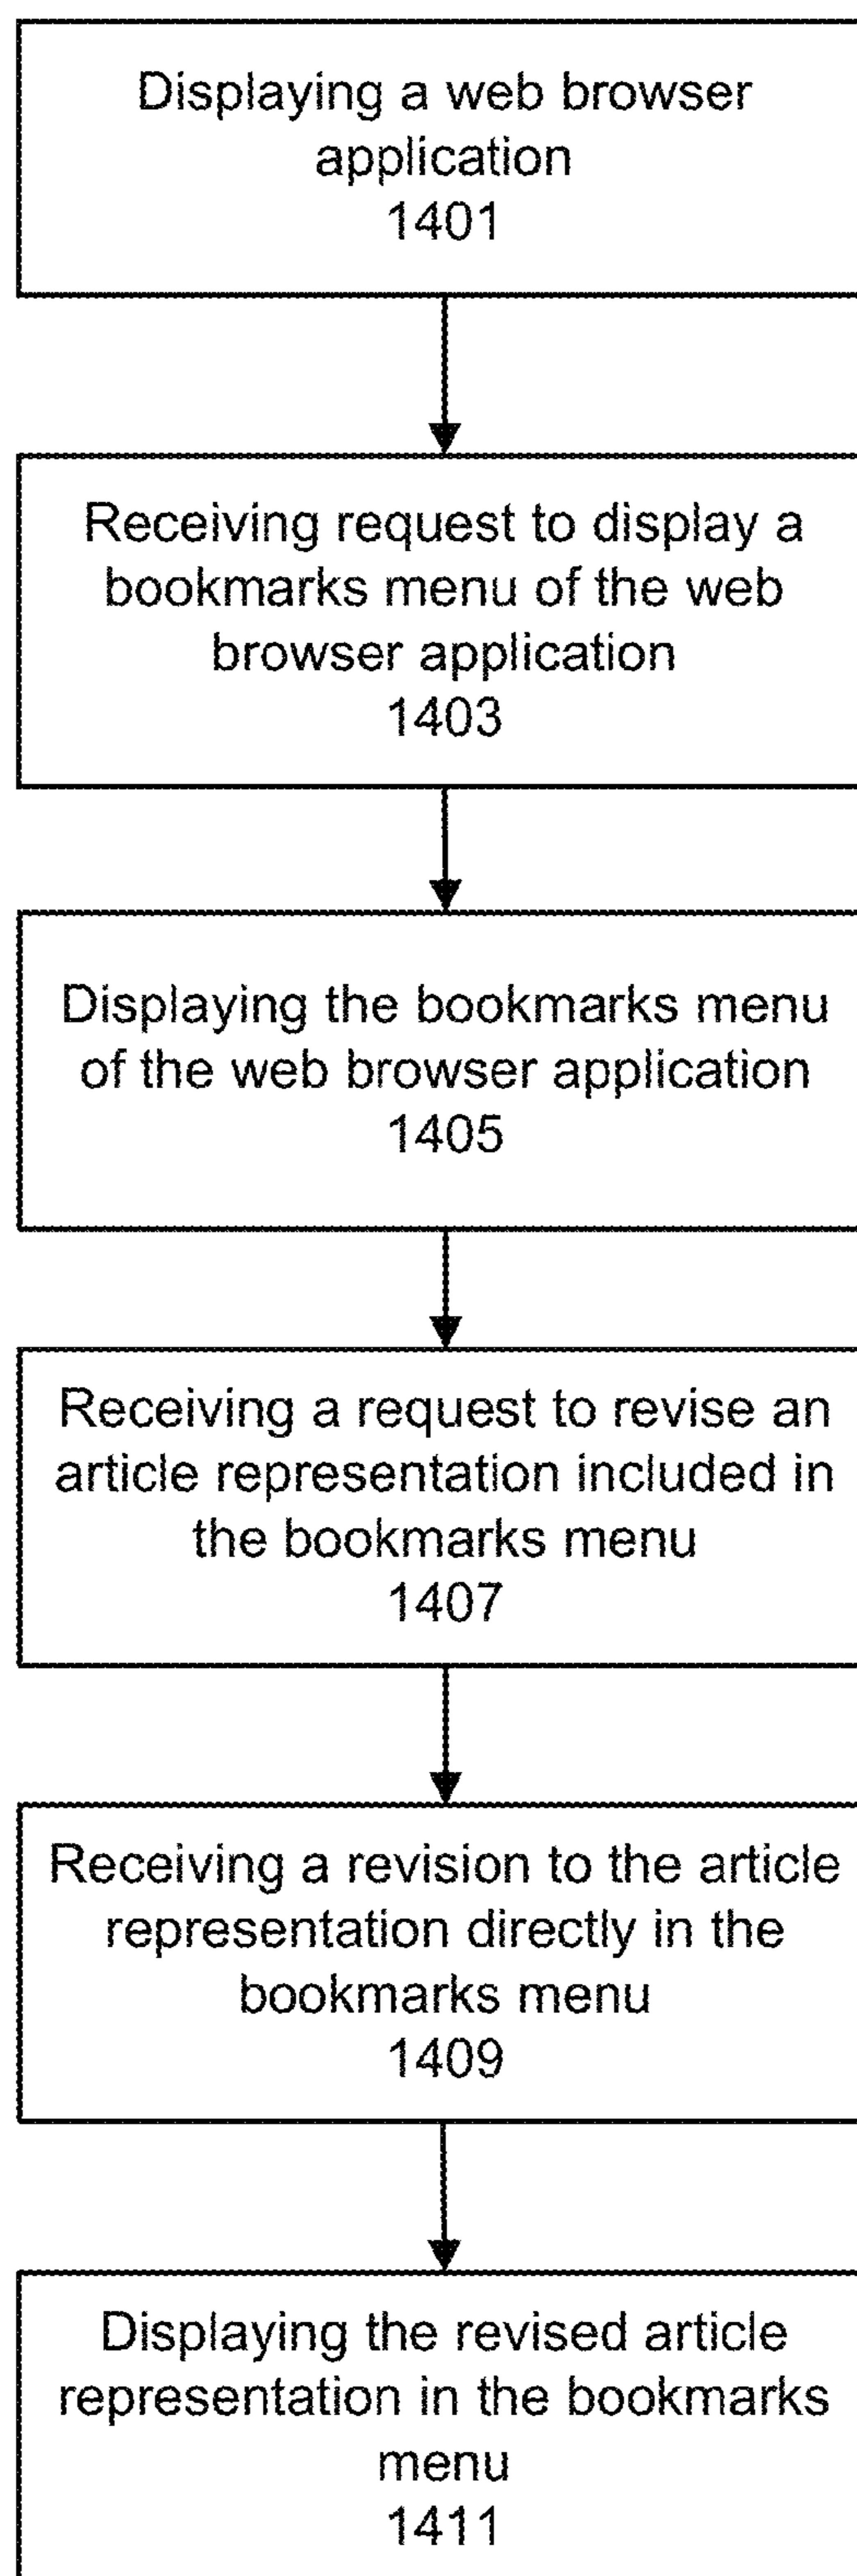 Displaying a web browser
application
1401
Receiving request to display a
bookmarks menu of the web
browser application
1403
Displaying the bookmarks menu
of the web browser application
1405
Receiving a request to revise an
article representation included in
the bookmarks menu
1407
Receiving a revision to the article
representation directly in the
bookmarks menu
1409
Displaying the revised article
representation in the bookmarks
menu
1411